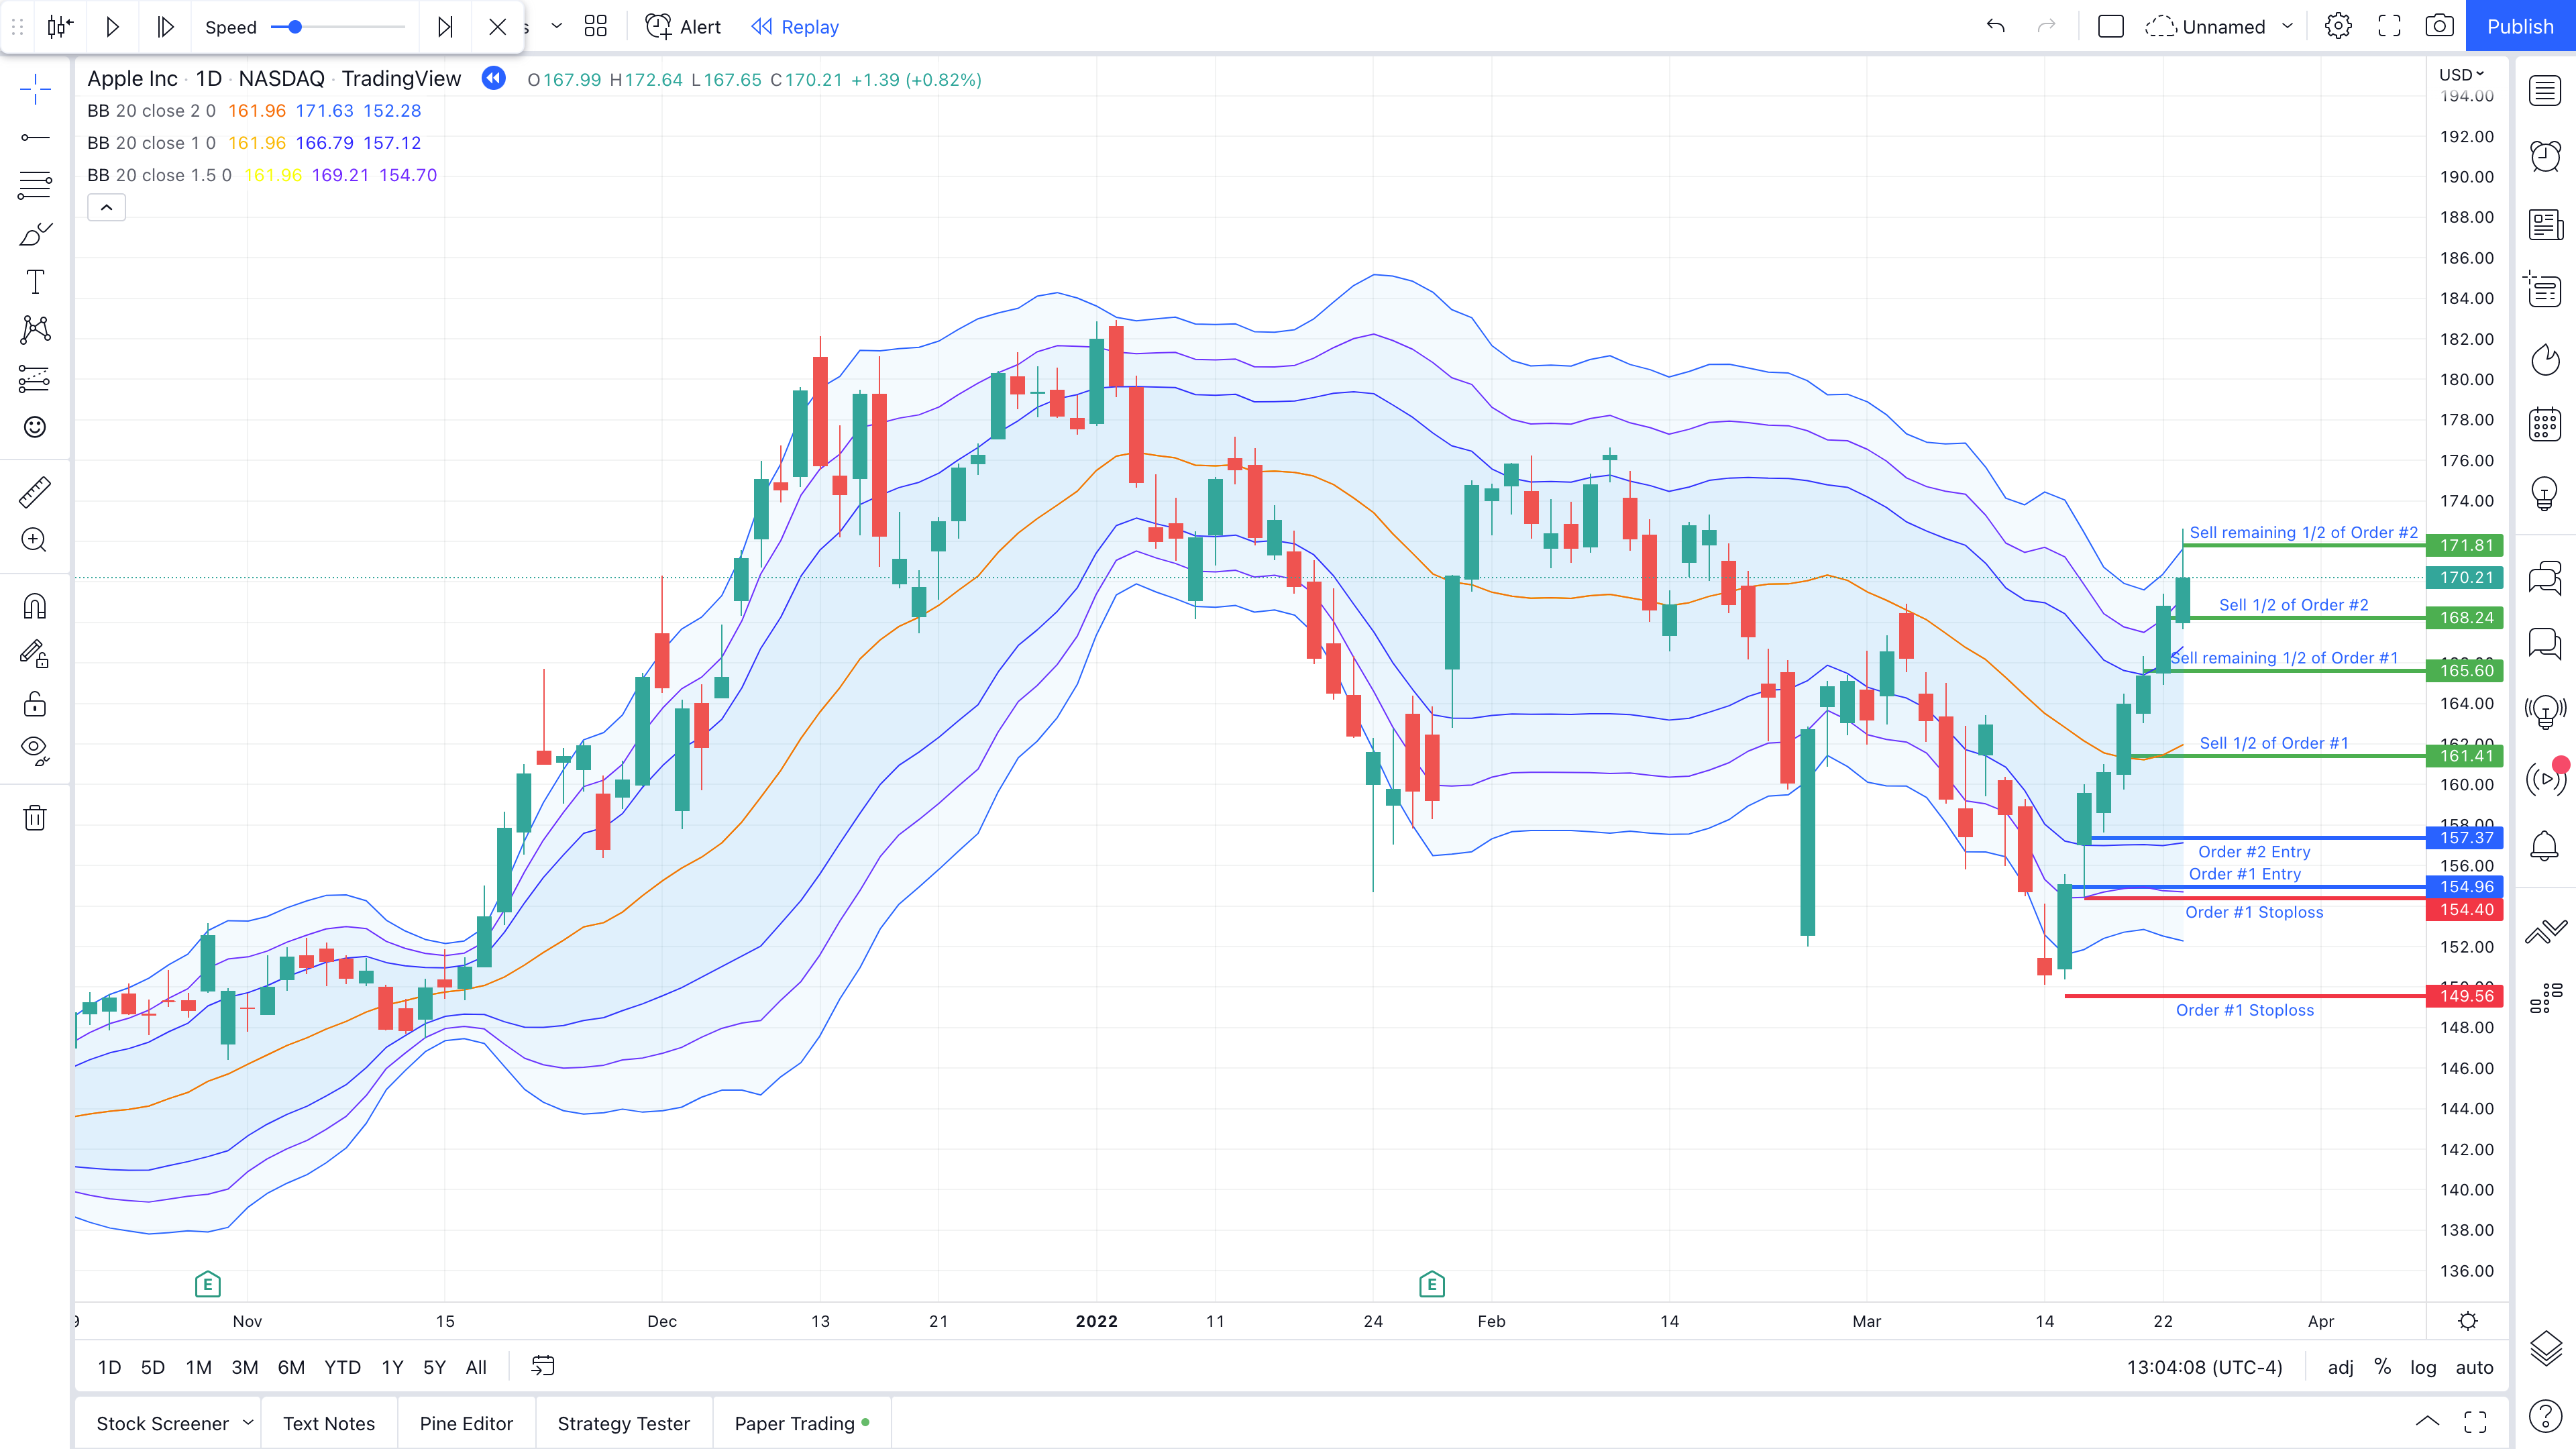 Speed
Alert
Replay
Unnamed
Publish
Apple Inc · 1D · NASDAQ · TradingView O167.99 H172.64 L167.65 C170.21 +1.39 (+0.82%)
BB 20 close 2 0 161.96 171.63 152.28
BB 20 close 1 0 161.96 166.79 157.12
BB 20 close 1.5 0 161.96 169.21 154.70
USD
194.00
192.00
190.00
188.00
186.00
184.00
182.00
180.00
178.00
176.00
174.00
Sell remaining 1/2 of Order #2
171.81
170.21
Sell 1/2 of Order #2
168.24
Sell remaining 1/2 of Order #1
165.60
164.00
Sell 1/2 of Order #1
162.00
161.41
160.00
158.00
157.37
Order #2 Entry
156.00
Order #1 Entry
154.96
154.40
Order #1 Stoploss
152.00
149.56
Order #1 Stoploss
148.00
146.00
144.00
142.00
140.00
138.00
136.00
E E
9 Nov 15 Dec 13 21 2022 11 24 Feb 14 Mar 14 22 Apr
1D 5D 1M 3M 6M YTD 1Y 5Y All
13:04:08 (UTC-4) adj % log auto
Stock Screener Text Notes Pine Editor Strategy Tester Paper Trading